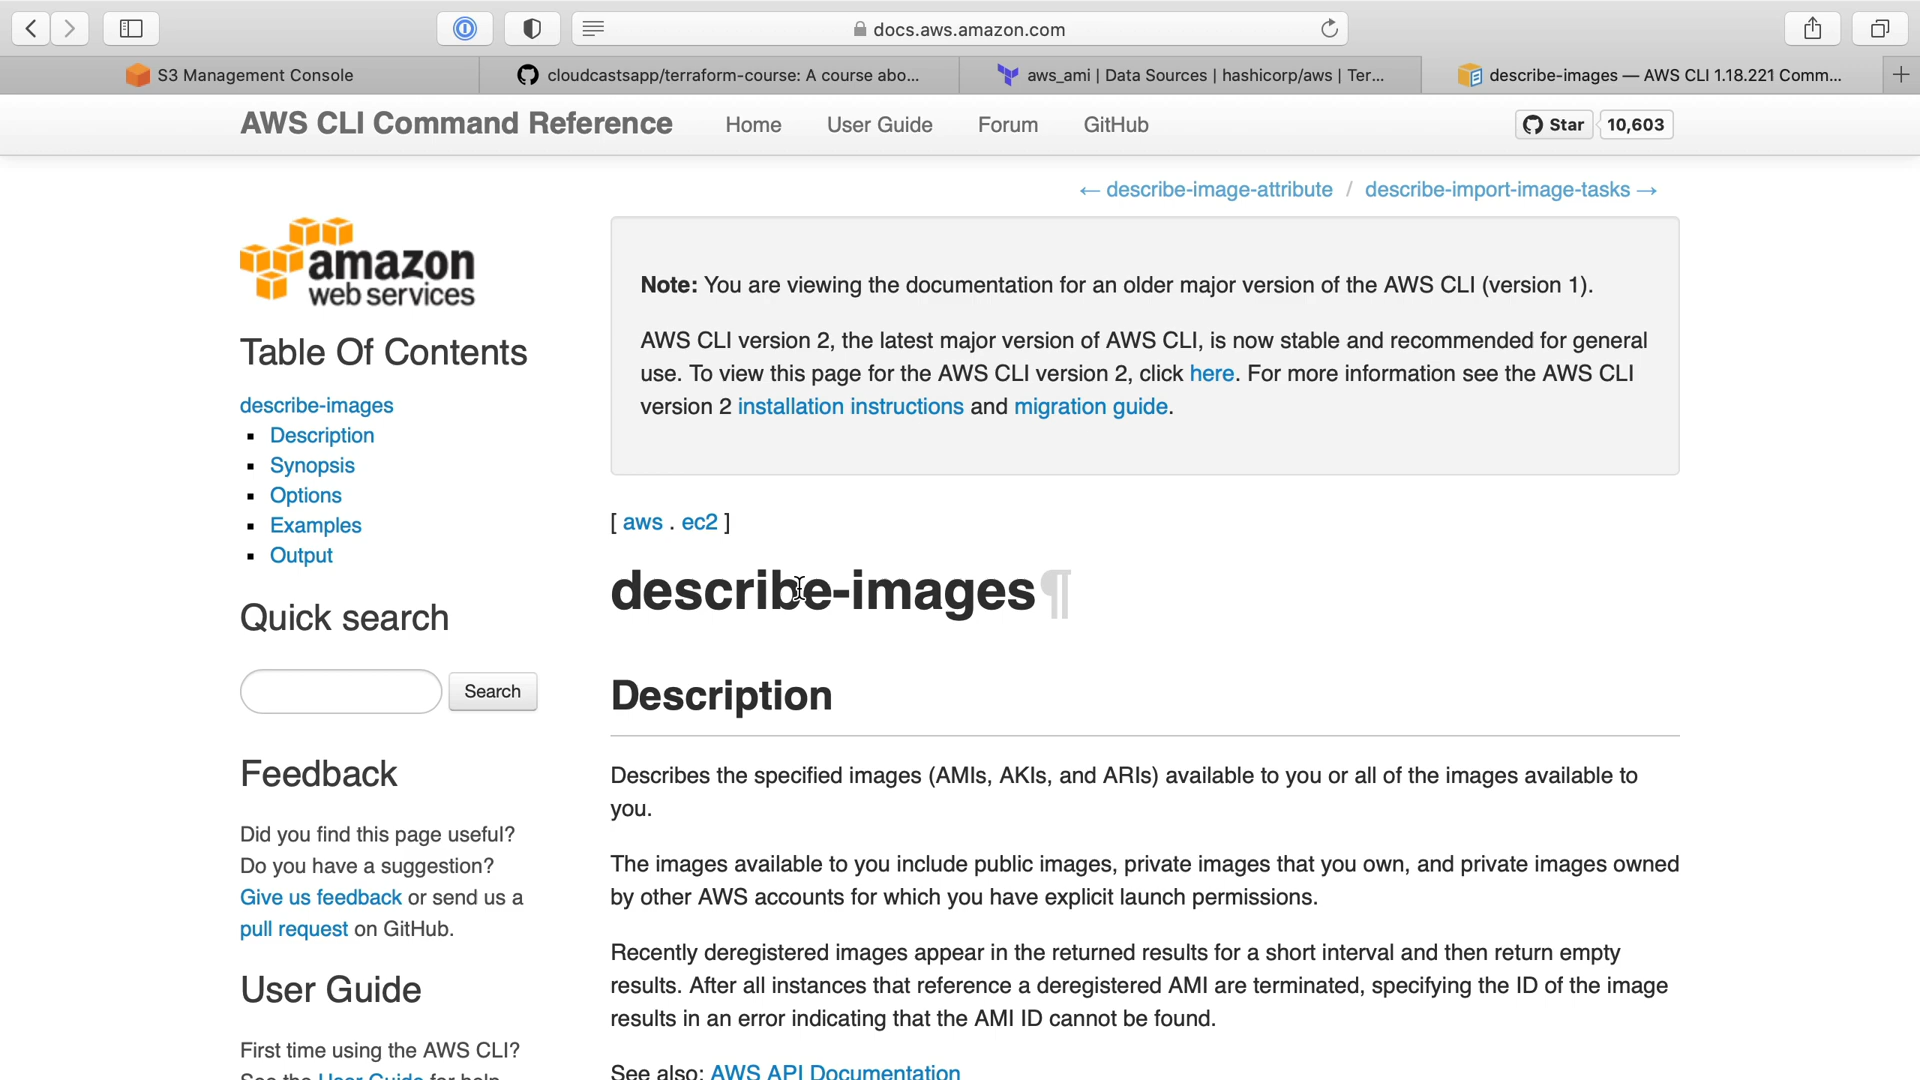 docs.aws.amazon.com
S3 Management Console
cloudcastsapp/terraform-course: A course abo...
aws_ami | Data Sources | hashicorp/aws | Ter...
describe-images — AWS CLI 1.18.221 Comm...
AWS CLI Command Reference
Home
User Guide
Forum
GitHub
Star
10,603
← describe-image-attribute / describe-import-image-tasks →
amazon
web services
Table Of Contents
describe-images
▪ Description
▪ Synopsis
▪ Options
▪ Examples
▪ Output
Quick search
Search
Feedback
Did you find this page useful?
Do you have a suggestion?
Give us feedback or send us a
pull request on GitHub.
User Guide
First time using the AWS CLI?
See the User Guide for help
Note: You are viewing the documentation for an older major version of the AWS CLI (version 1).
AWS CLI version 2, the latest major version of AWS CLI, is now stable and recommended for general
use. To view this page for the AWS CLI version 2, click here. For more information see the AWS CLI
version 2 installation instructions and migration guide.
[ aws . ec2 ]
describe-images¶
Description
Describes the specified images (AMIs, AKIs, and ARIs) available to you or all of the images available to
you.
The images available to you include public images, private images that you own, and private images owned
by other AWS accounts for which you have explicit launch permissions.
Recently deregistered images appear in the returned results for a short interval and then return empty
results. After all instances that reference a deregistered AMI are terminated, specifying the ID of the image
results in an error indicating that the AMI ID cannot be found.
See also: AWS API Documentation